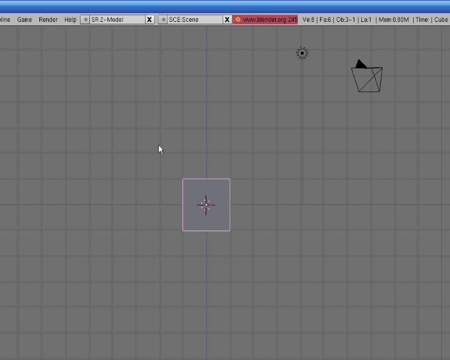 Game Render Help SR:2-Model X SCE:Scene X www.blender.org 245 Ve:8 | Fa:6 | Ob:3-1 | La:1 | Mem:0.80M | Time: | Cube